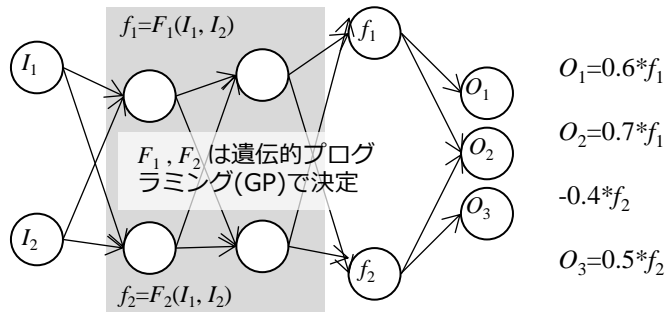 f₁=F₁(I₁, I₂)
I₁
f₁
O₁
O₁=0.6*f₁
O₂
O₂=0.7*f₁
F₁ , F₂ は遺伝的プログ
ラミング(GP)で決定
O₃
-0.4*f₂
I₂
f₂
O₃=0.5*f₂
f₂=F₂(I₁, I₂)